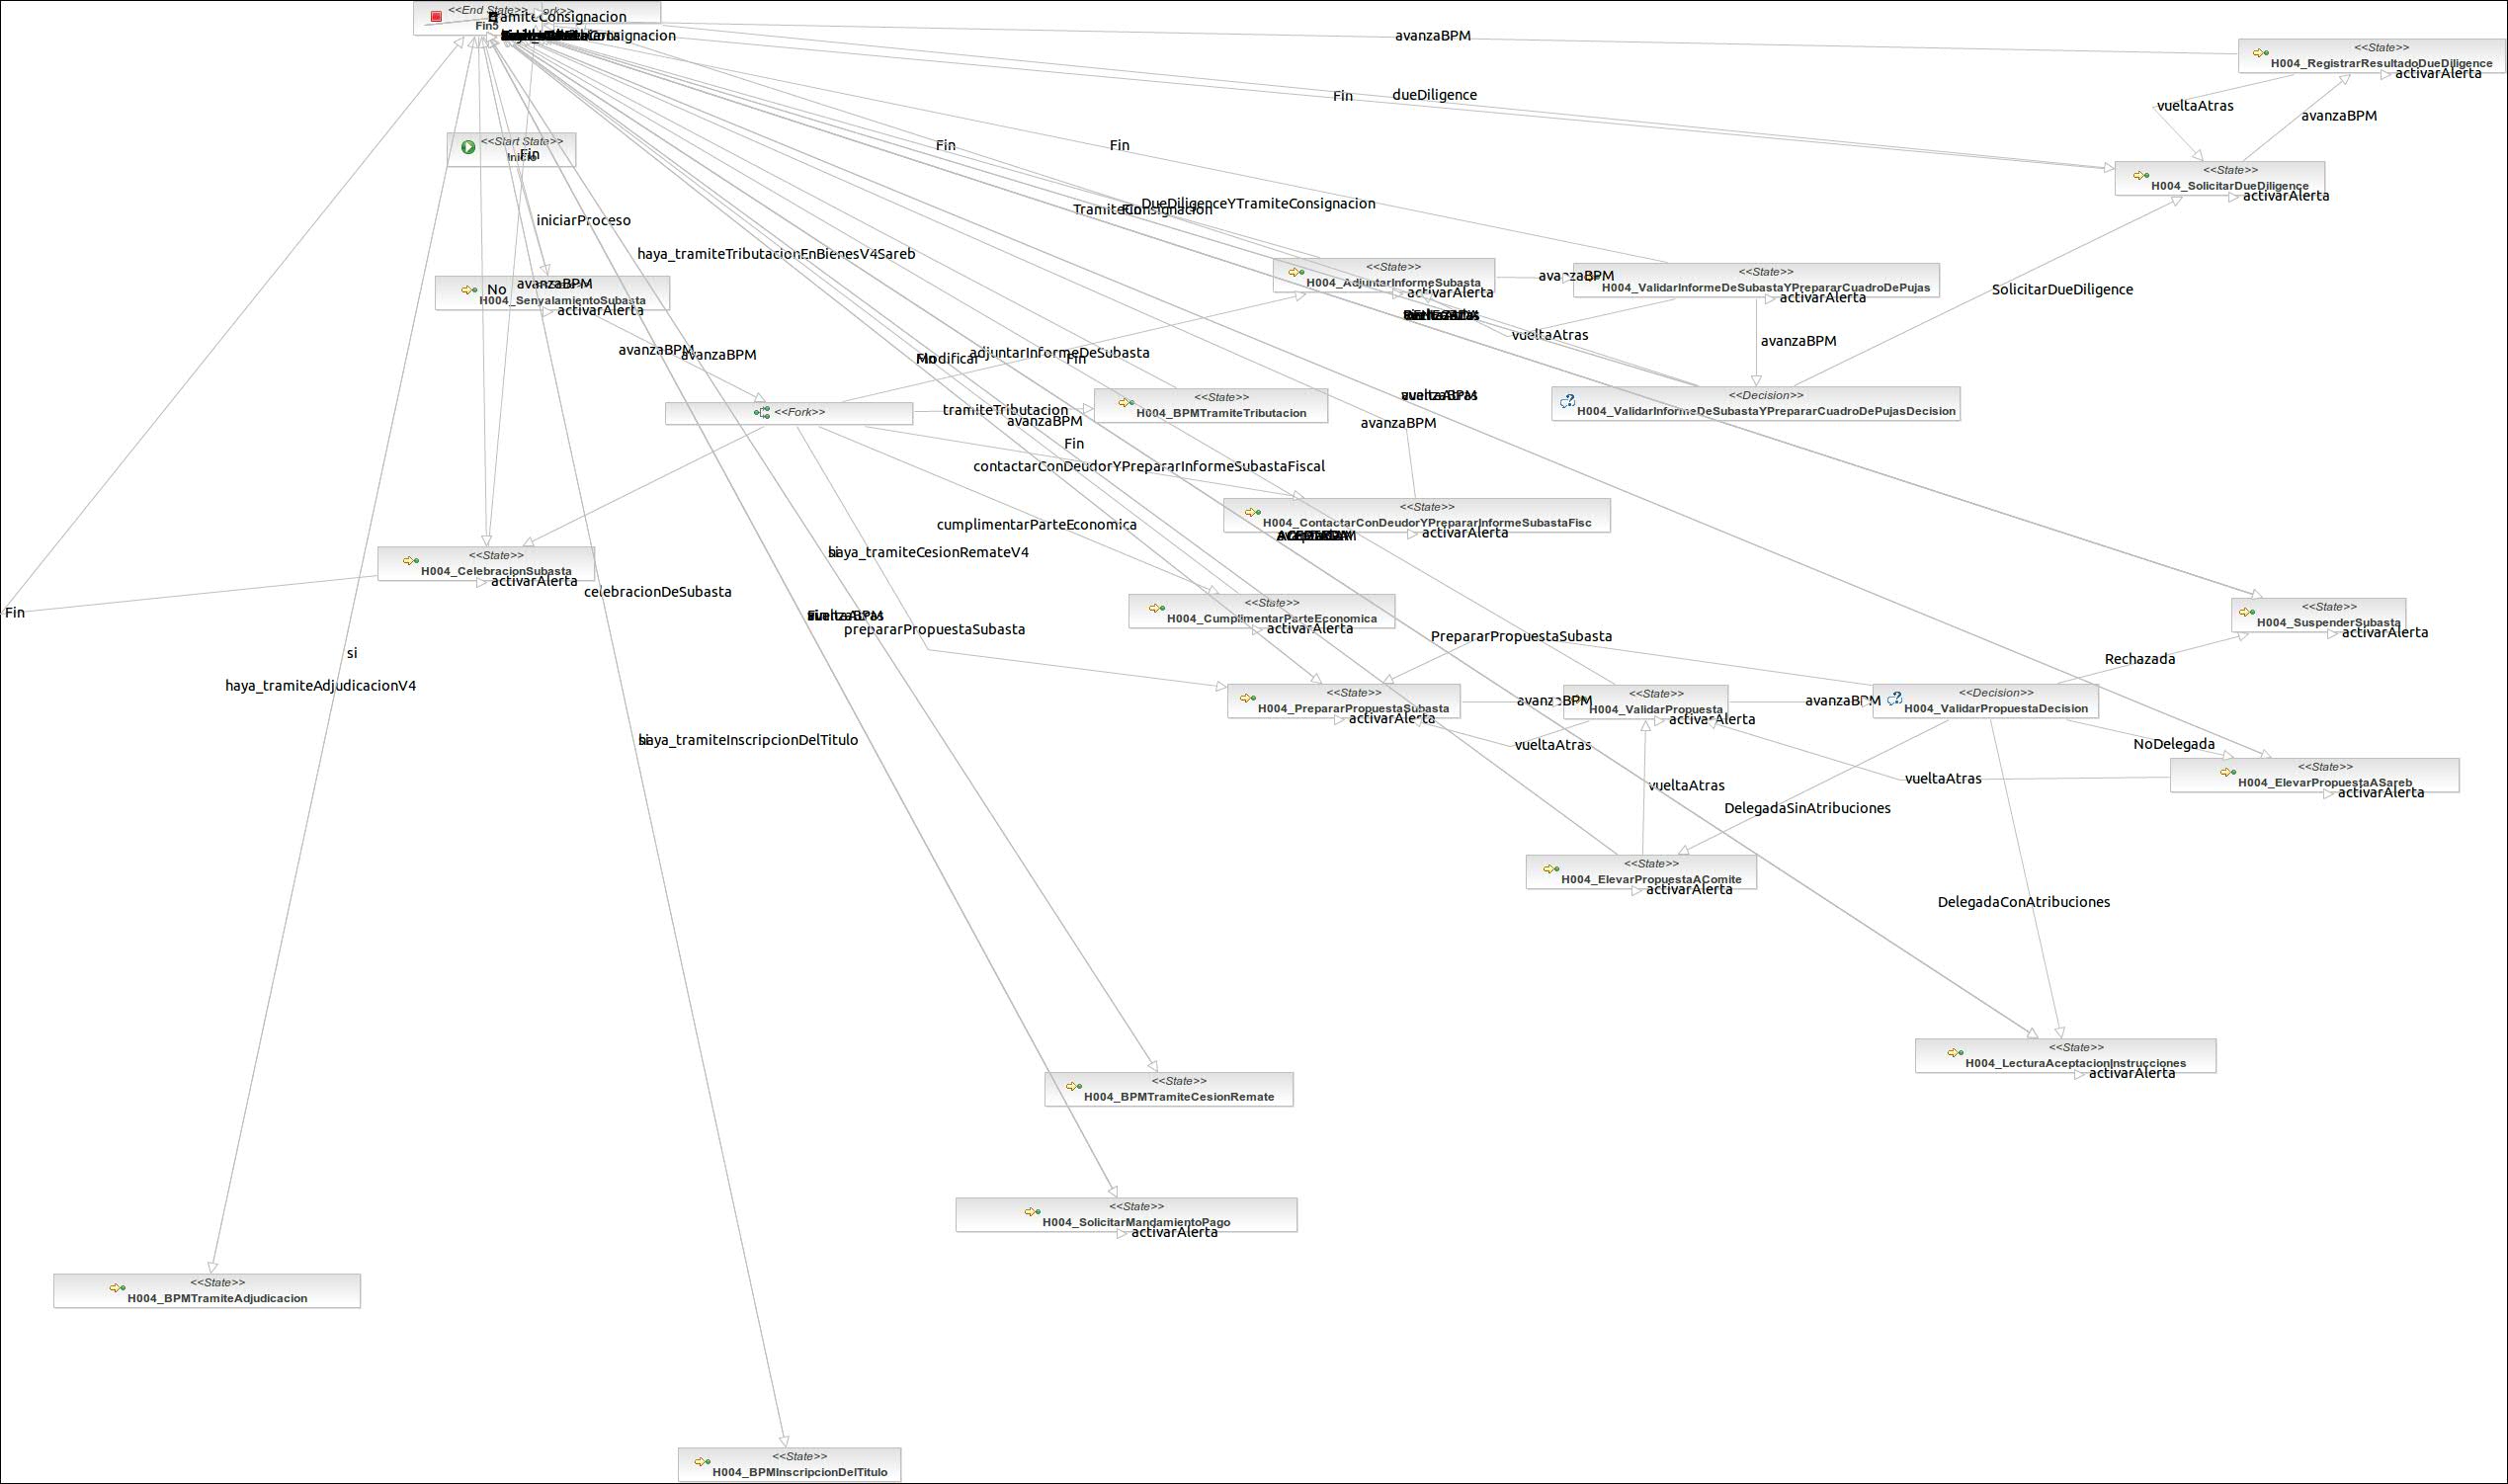 <<End State>>
Fin5
TramiteConsignacion
avanzaBPM
<<State>>
H004_RegistrarResultadoDueDiligence
activarAlerta
Fin
dueDiligence
vueltaAtras
avanzaBPM
<<Start State>>
Inicio
Fin
Fin
Fin
<<State>>
H004_SolicitarDueDiligence
activarAlerta
iniciarProceso
TramiteConsignacion
Fin
DueDiligenceYTramiteConsignacion
haya_tramiteTributacionEnBienesV4Sareb
<<State>>
H004_AdjuntarInformeSubasta
activarAlerta
avanzaBPM
<<State>>
H004_ValidarInformeDeSubastaYPrepararCuadroDePujas
activarAlerta
SolicitarDueDiligence
No
avanzaBPM
H004_SenyalamientoSubasta
activarAlerta
vueltaAtras
avanzaBPM
avanzaBPM
avanzaBPM
Fin
Modificar
adjuntarInformeDeSubasta
Fin
<<Fork>>
tramiteTributacion
<<State>>
H004_BPMTramiteTributacion
avanzaBPM
vueltaAtras
avanzaBPM
<<Decision>>
H004_ValidarInformeDeSubastaYPrepararCuadroDePujasDecision
Fin
contactarConDeudorYPrepararInformeSubastaFiscal
<<State>>
H004_ContactarConDeudorYPrepararInformeSubastaFisc
activarAlerta
cumplimentarParteEconomica
si
haya_tramiteCesionRemateV4
<<State>>
H004_CelebracionSubasta
activarAlerta
celebracionDeSubasta
Fin
<<State>>
H004_CumplimentarParteEconomica
activarAlerta
<<State>>
H004_SuspenderSubasta
activarAlerta
prepararPropuestaSubasta
PrepararPropuestaSubasta
Rechazada
si
haya_tramiteAdjudicacionV4
<<State>>
H004_PrepararPropuestaSubasta
activarAlerta
avanzaBPM
<<State>>
H004_ValidarPropuesta
activarAlerta
avanzaBPM
<<Decision>>
H004_ValidarPropuestaDecision
si
haya_tramiteInscripcionDelTitulo
vueltaAtras
NoDelegada
<<State>>
H004_ElevarPropuestaASareb
activarAlerta
vueltaAtras
vueltaAtras
DelegadaSinAtribuciones
<<State>>
H004_ElevarPropuestaAComite
activarAlerta
DelegadaConAtribuciones
<<State>>
H004_LecturaAceptacionInstrucciones
activarAlerta
<<State>>
H004_BPMTramiteCesionRemate
<<State>>
H004_SolicitarMandamientoPago
activarAlerta
<<State>>
H004_BPMTramiteAdjudicacion
<<State>>
H004_BPMInscripcionDelTitulo